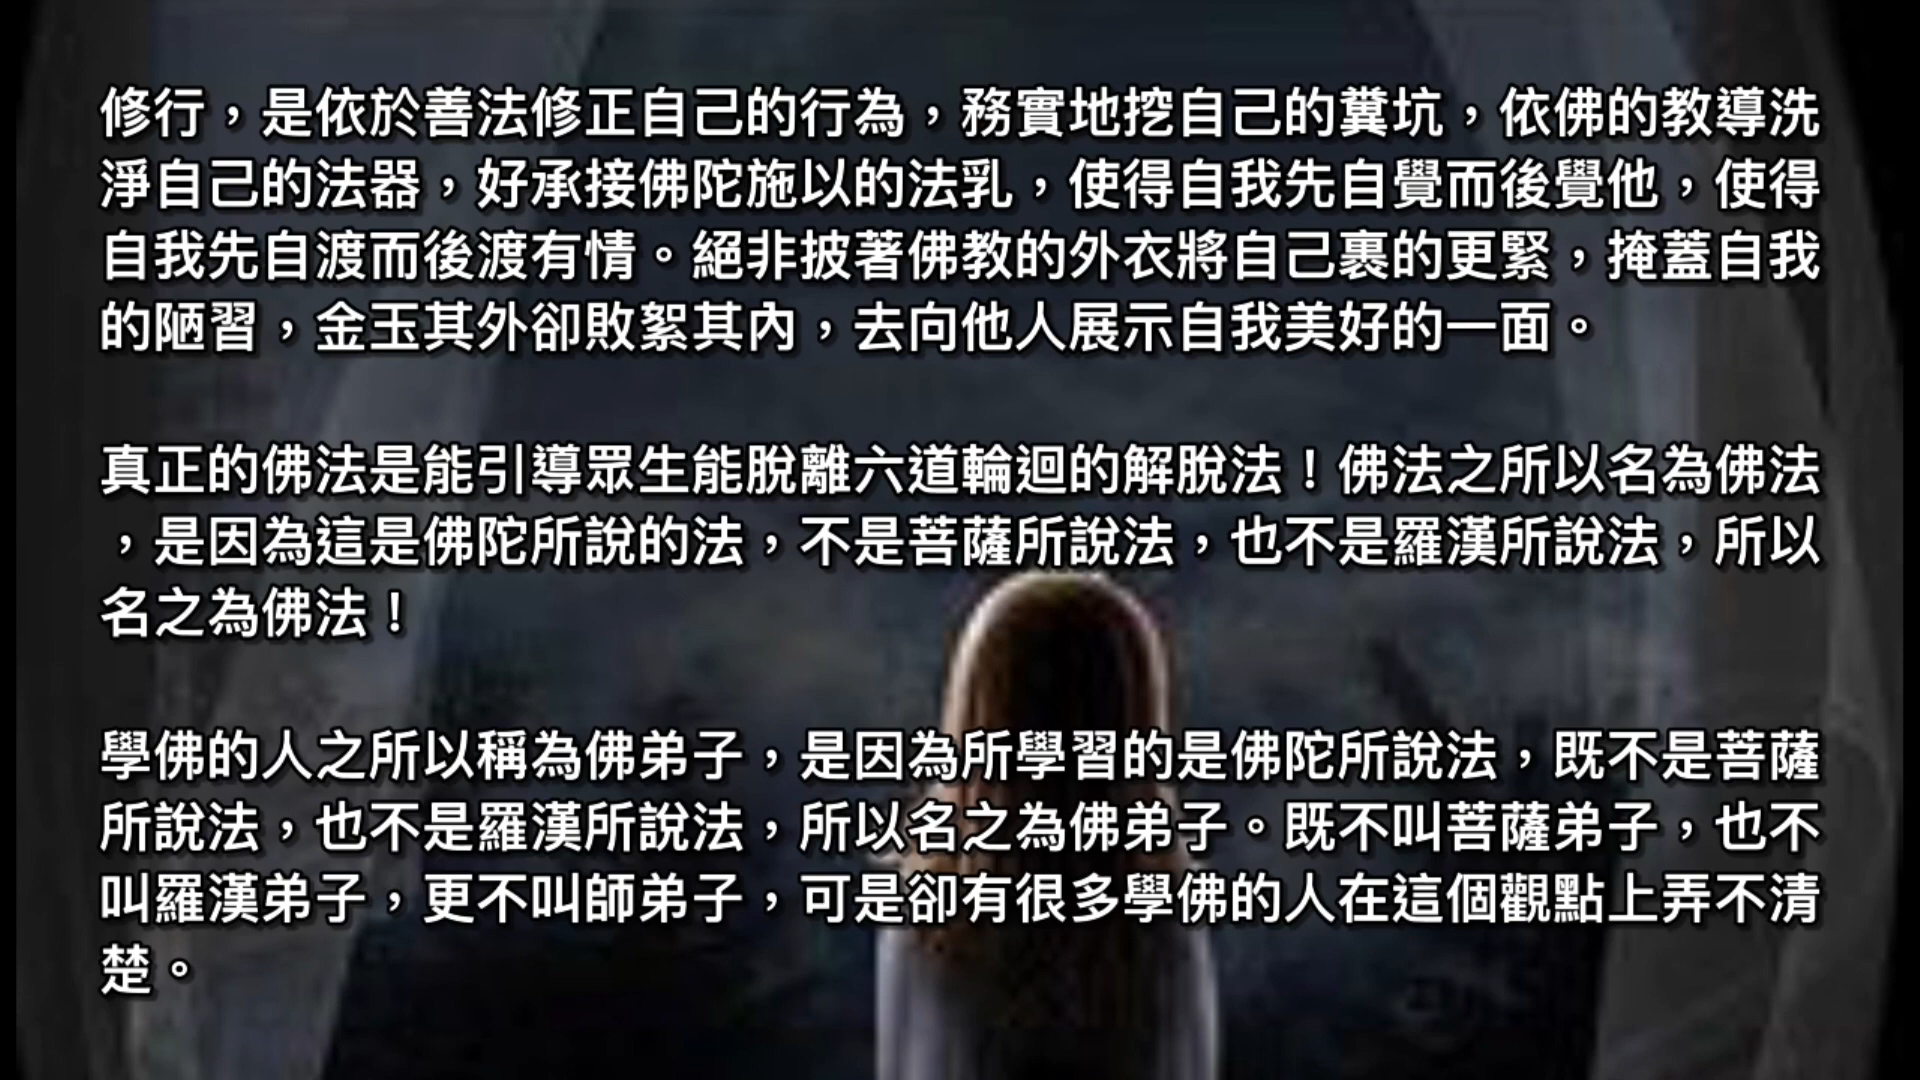 修行，是依於善法修正自己的行為，務實地挖自己的糞坑，依佛的教導洗
淨自己的法器，好承接佛陀施以的法乳，使得自我先自覺而後覺他，使得
自我先自渡而後渡有情。絕非披著佛教的外衣將自己裹的更緊，掩蓋自我
的陋習，金玉其外卻敗絮其內，去向他人展示自我美好的一面。
真正的佛法是能引導眾生能脫離六道輪迴的解脫法！佛法之所以名為佛法
，是因為這是佛陀所說的法，不是菩薩所說法，也不是羅漢所說法，所以
名之為佛法！
學佛的人之所以稱為佛弟子，是因為所學習的是佛陀所說法，既不是菩薩
所說法，也不是羅漢所說法，所以名之為佛弟子。既不叫菩薩弟子，也不
叫羅漢弟子，更不叫師弟子，可是卻有很多學佛的人在這個觀點上弄不清
楚。